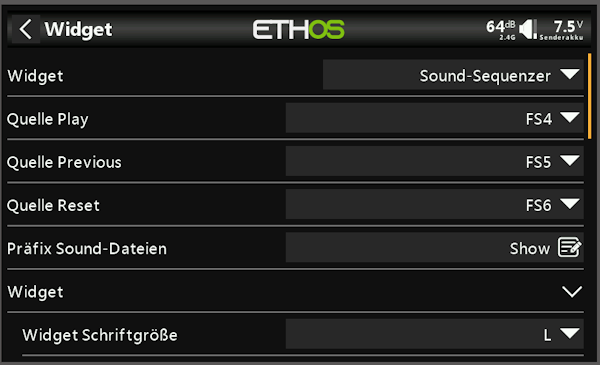 Widget ETHOS 64dB 2.4G 7.5V Senderakku
Widget Sound-Sequenzer
Quelle Play FS4
Quelle Previous FS5
Quelle Reset FS6
Präfix Sound-Dateien Show
Widget
Widget Schriftgröße L